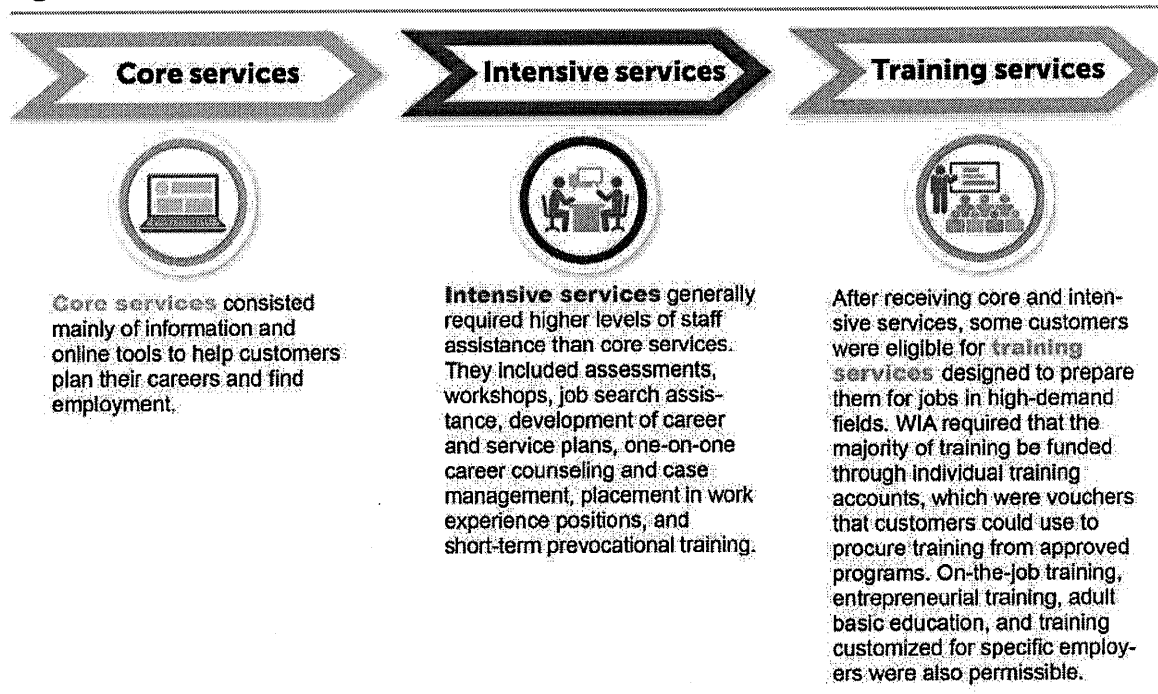 Core services
Intensive services
Training services
Core services consisted
mainly of information and
online tools to help customers
plan their careers and find
employment.
Intensive services generally
required higher levels of staff
assistance than core services.
They included assessments,
workshops, job search assis-
tance, development of career
and service plans, one-on-one
career counseling and case
management, placement in work
experience positions, and
short-term prevocational training.
After receiving core and inten-
sive services, some customers
were eligible for training
services designed to prepare
them for jobs in high-demand
fields. WIA required that the
majority of training be funded
through individual training
accounts, which were vouchers
that customers could use to
procure training from approved
programs. On-the-job training,
entrepreneurial training, adult
basic education, and training
customized for specific employ-
ers were also permissible.